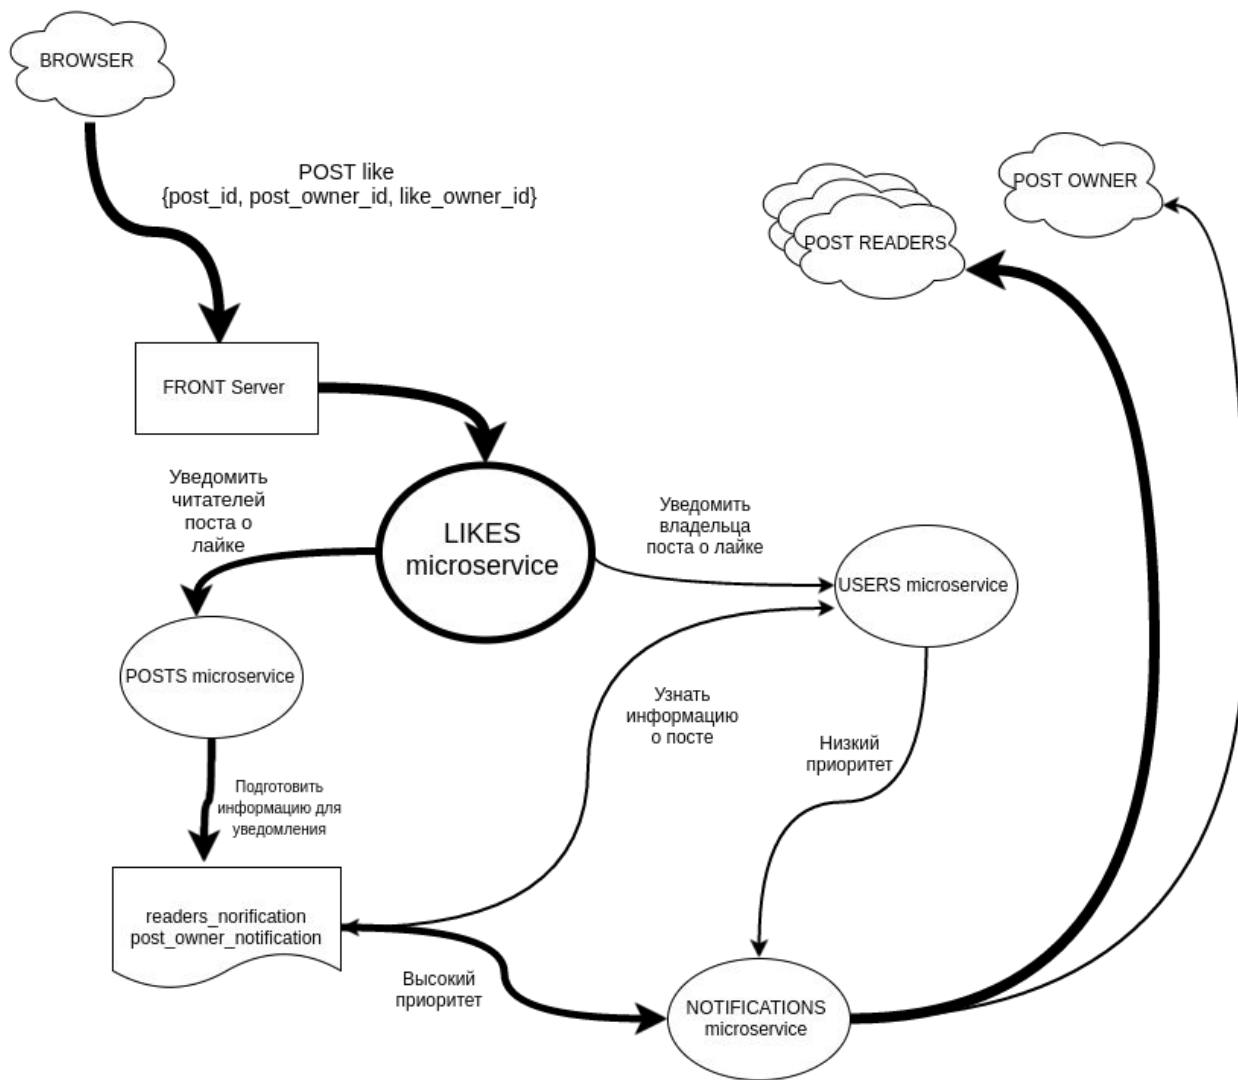 BROWSER
POST like
{post_id, post_owner_id, like_owner_id}
POST OWNER
POST READERS
FRONT Server
Уведомить
читателей
поста о
лайке
LIKES
microservice
Уведомить
владельца
поста о лайке
USERS microservice
POSTS microservice
Узнать
информацию
о посте
Низкий
приоритет
Подготовить
информацию для
уведомления
readers_norification
post_owner_notification
Высокий
приоритет
NOTIFICATIONS
microservice